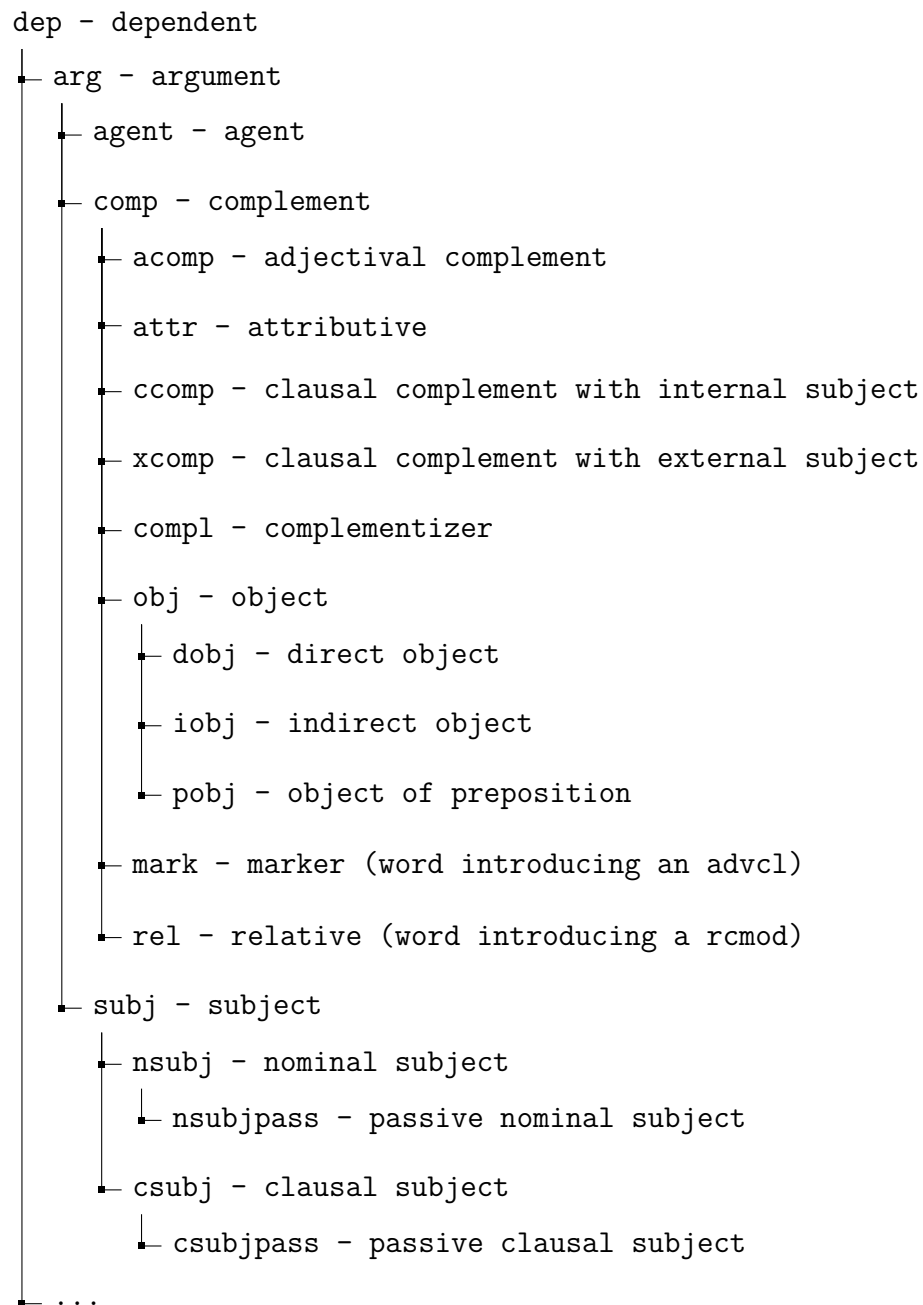 dep - dependent
arg - argument
agent - agent
comp - complement
acomp - adjectival complement
attr - attributive
ccomp - clausal complement with internal subject
xcomp - clausal complement with external subject
compl - complementizer
obj - object
dobj - direct object
iobj - indirect object
pobj - object of preposition
mark - marker (word introducing an advcl)
rel - relative (word introducing a rcmod)
subj - subject
nsubj - nominal subject
nsubjpass - passive nominal subject
csubj - clausal subject
csubjpass - passive clausal subject
...